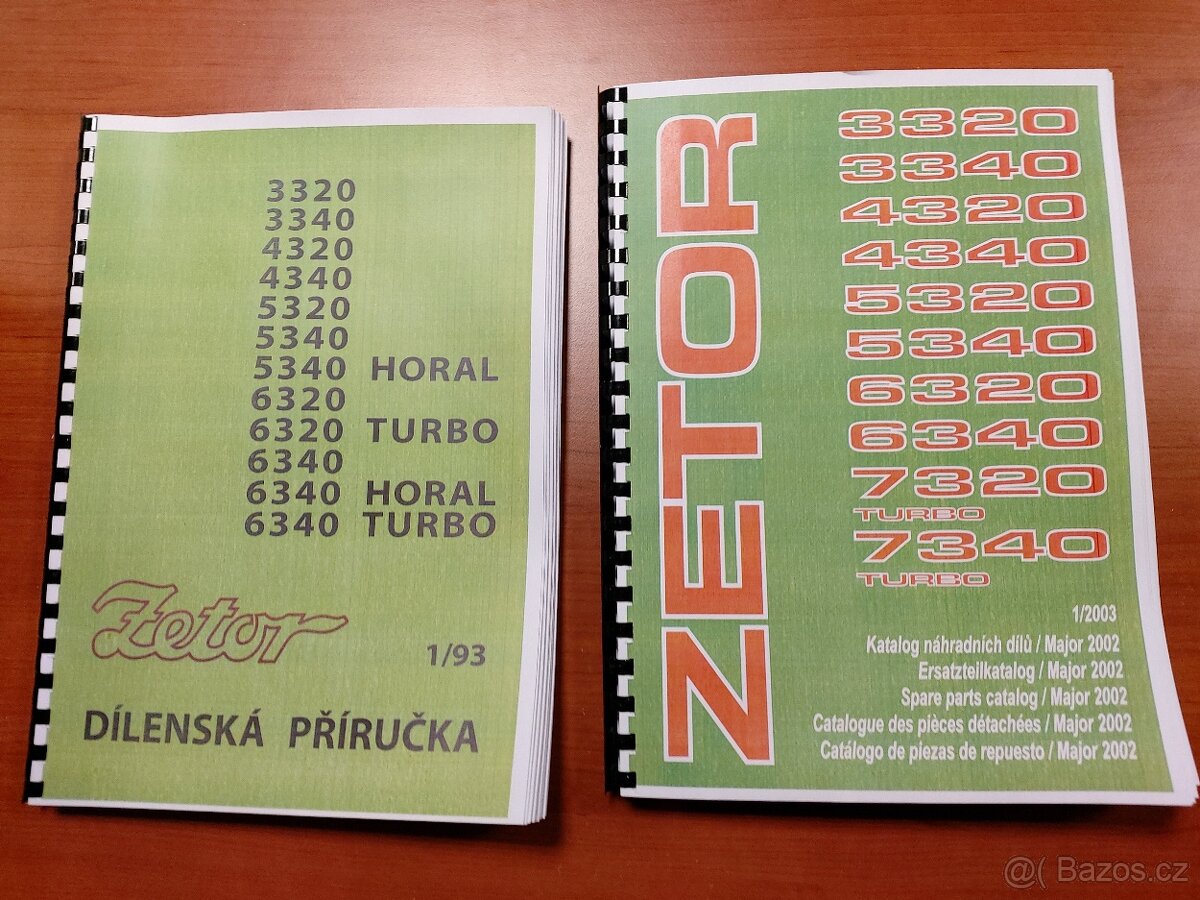 3320
3340
4320
4340
5320
5340
5340 HORAL
6320
6320 TURBO
6340
6340 HORAL
6340 TURBO
Zetor
1/93
DÍLENSKÁ PŘÍRUČKA
ZETOR
3320
3340
4320
4340
5320
5340
6320
6340
7320
TURBO
7340
TURBO
1/2003
Katalog náhradních dílů / Major 2002
Ersatzteilkatalog / Major 2002
Spare parts catalog / Major 2002
Catalogue des pièces détachées / Major 2002
Catálogo de piezas de repuesto / Major 2002
@( Bazos.cz